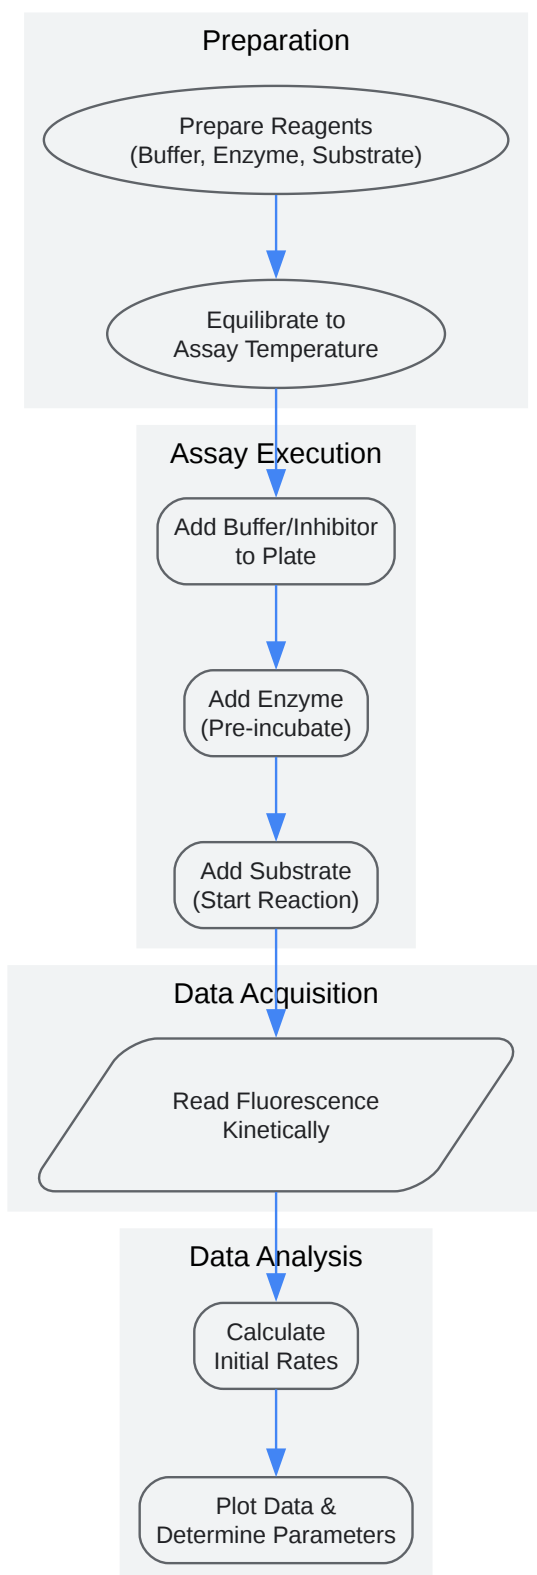 Preparation
Prepare Reagents
(Buffer, Enzyme, Substrate)
Equilibrate to
Assay Temperature
Assay Execution
Add Buffer/Inhibitor
to Plate
Add Enzyme
(Pre-incubate)
Add Substrate
(Start Reaction)
Data Acquisition
Read Fluorescence
Kinetically
Data Analysis
Calculate
Initial Rates
Plot Data &
Determine Parameters